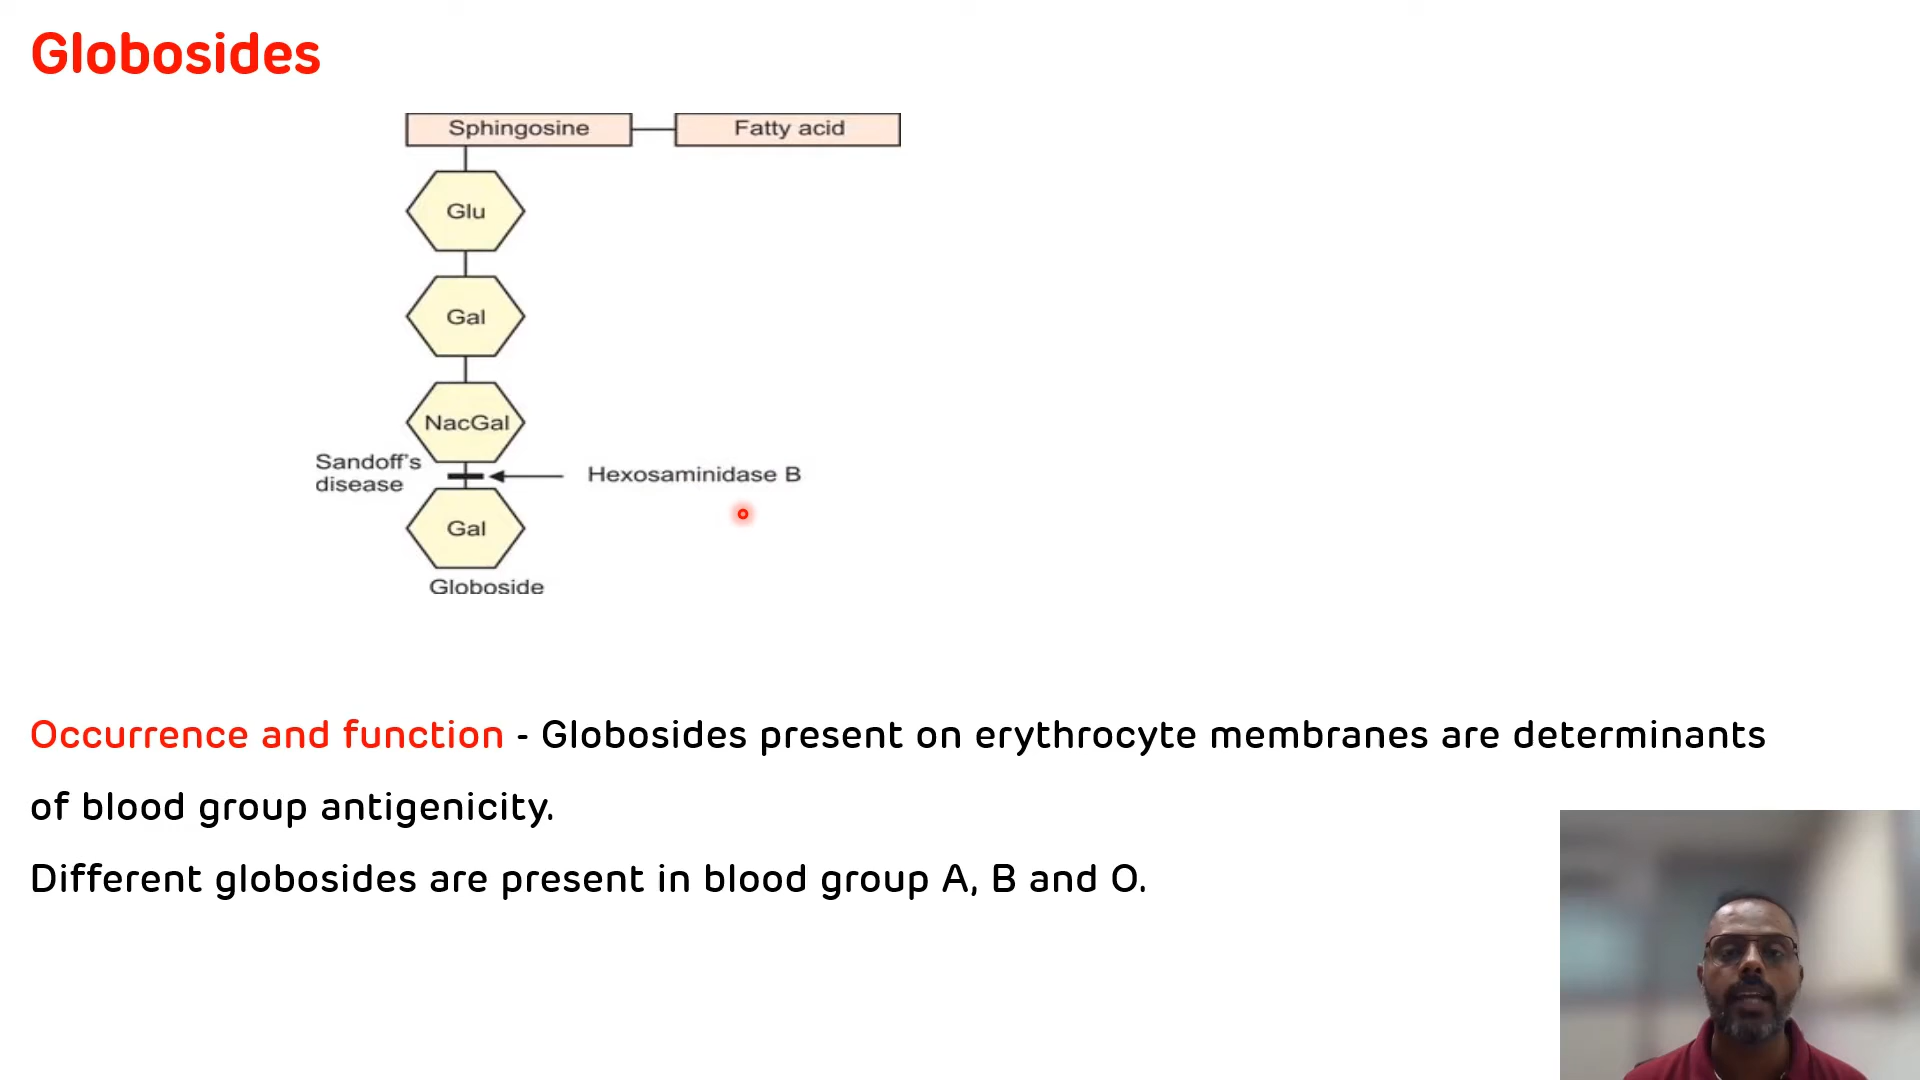 Globosides
Sphingosine Fatty acid
Glu
Gal
NacGal
Sandoff's
disease
Hexosaminidase B
Gal
Globoside
Occurrence and function - Globosides present on erythrocyte membranes are determinants
of blood group antigenicity.
Different globosides are present in blood group A, B and O.